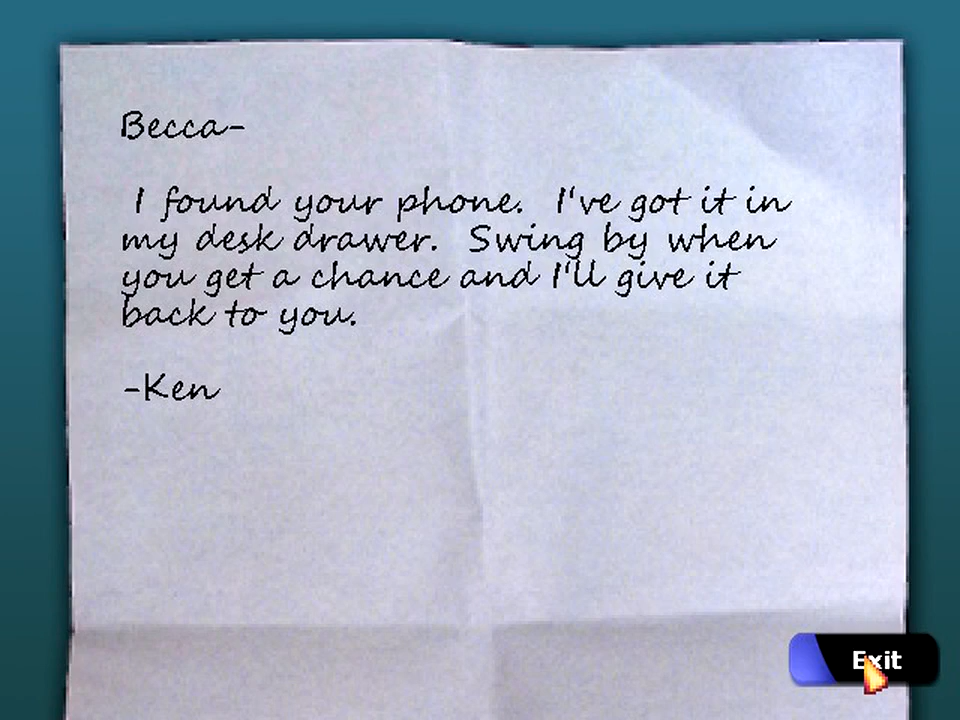 Becca-
I found your phone.  I've got it in
my desk drawer.  Swing by when
you get a chance and I'll give it
back to you.
-Ken
Exit